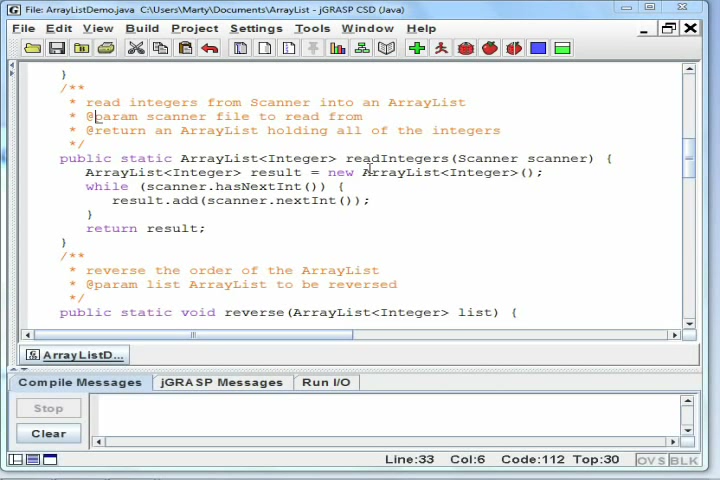 File: ArrayListDemo.java C:\Users\Marty\Documents\ArrayList - jGRASP CSD (Java)
File Edit View Build Project Settings Tools Window Help
}
/**
* read integers from Scanner into an ArrayList
* @param scanner file to read from
* @return an ArrayList holding all of the integers
*/
public static ArrayList<Integer> readIntegers(Scanner scanner) {
ArrayList<Integer> result = new ArrayList<Integer>();
while (scanner.hasNextInt()) {
result.add(scanner.nextInt());
}
return result;
}
/**
* reverse the order of the ArrayList
* @param list ArrayList to be reversed
*/
public static void reverse(ArrayList<Integer> list) {
ArrayListD...
Compile Messages jGRASP Messages Run I/O
Stop
Clear
Line:33 Col:6 Code:112 Top:30 OVS BLK